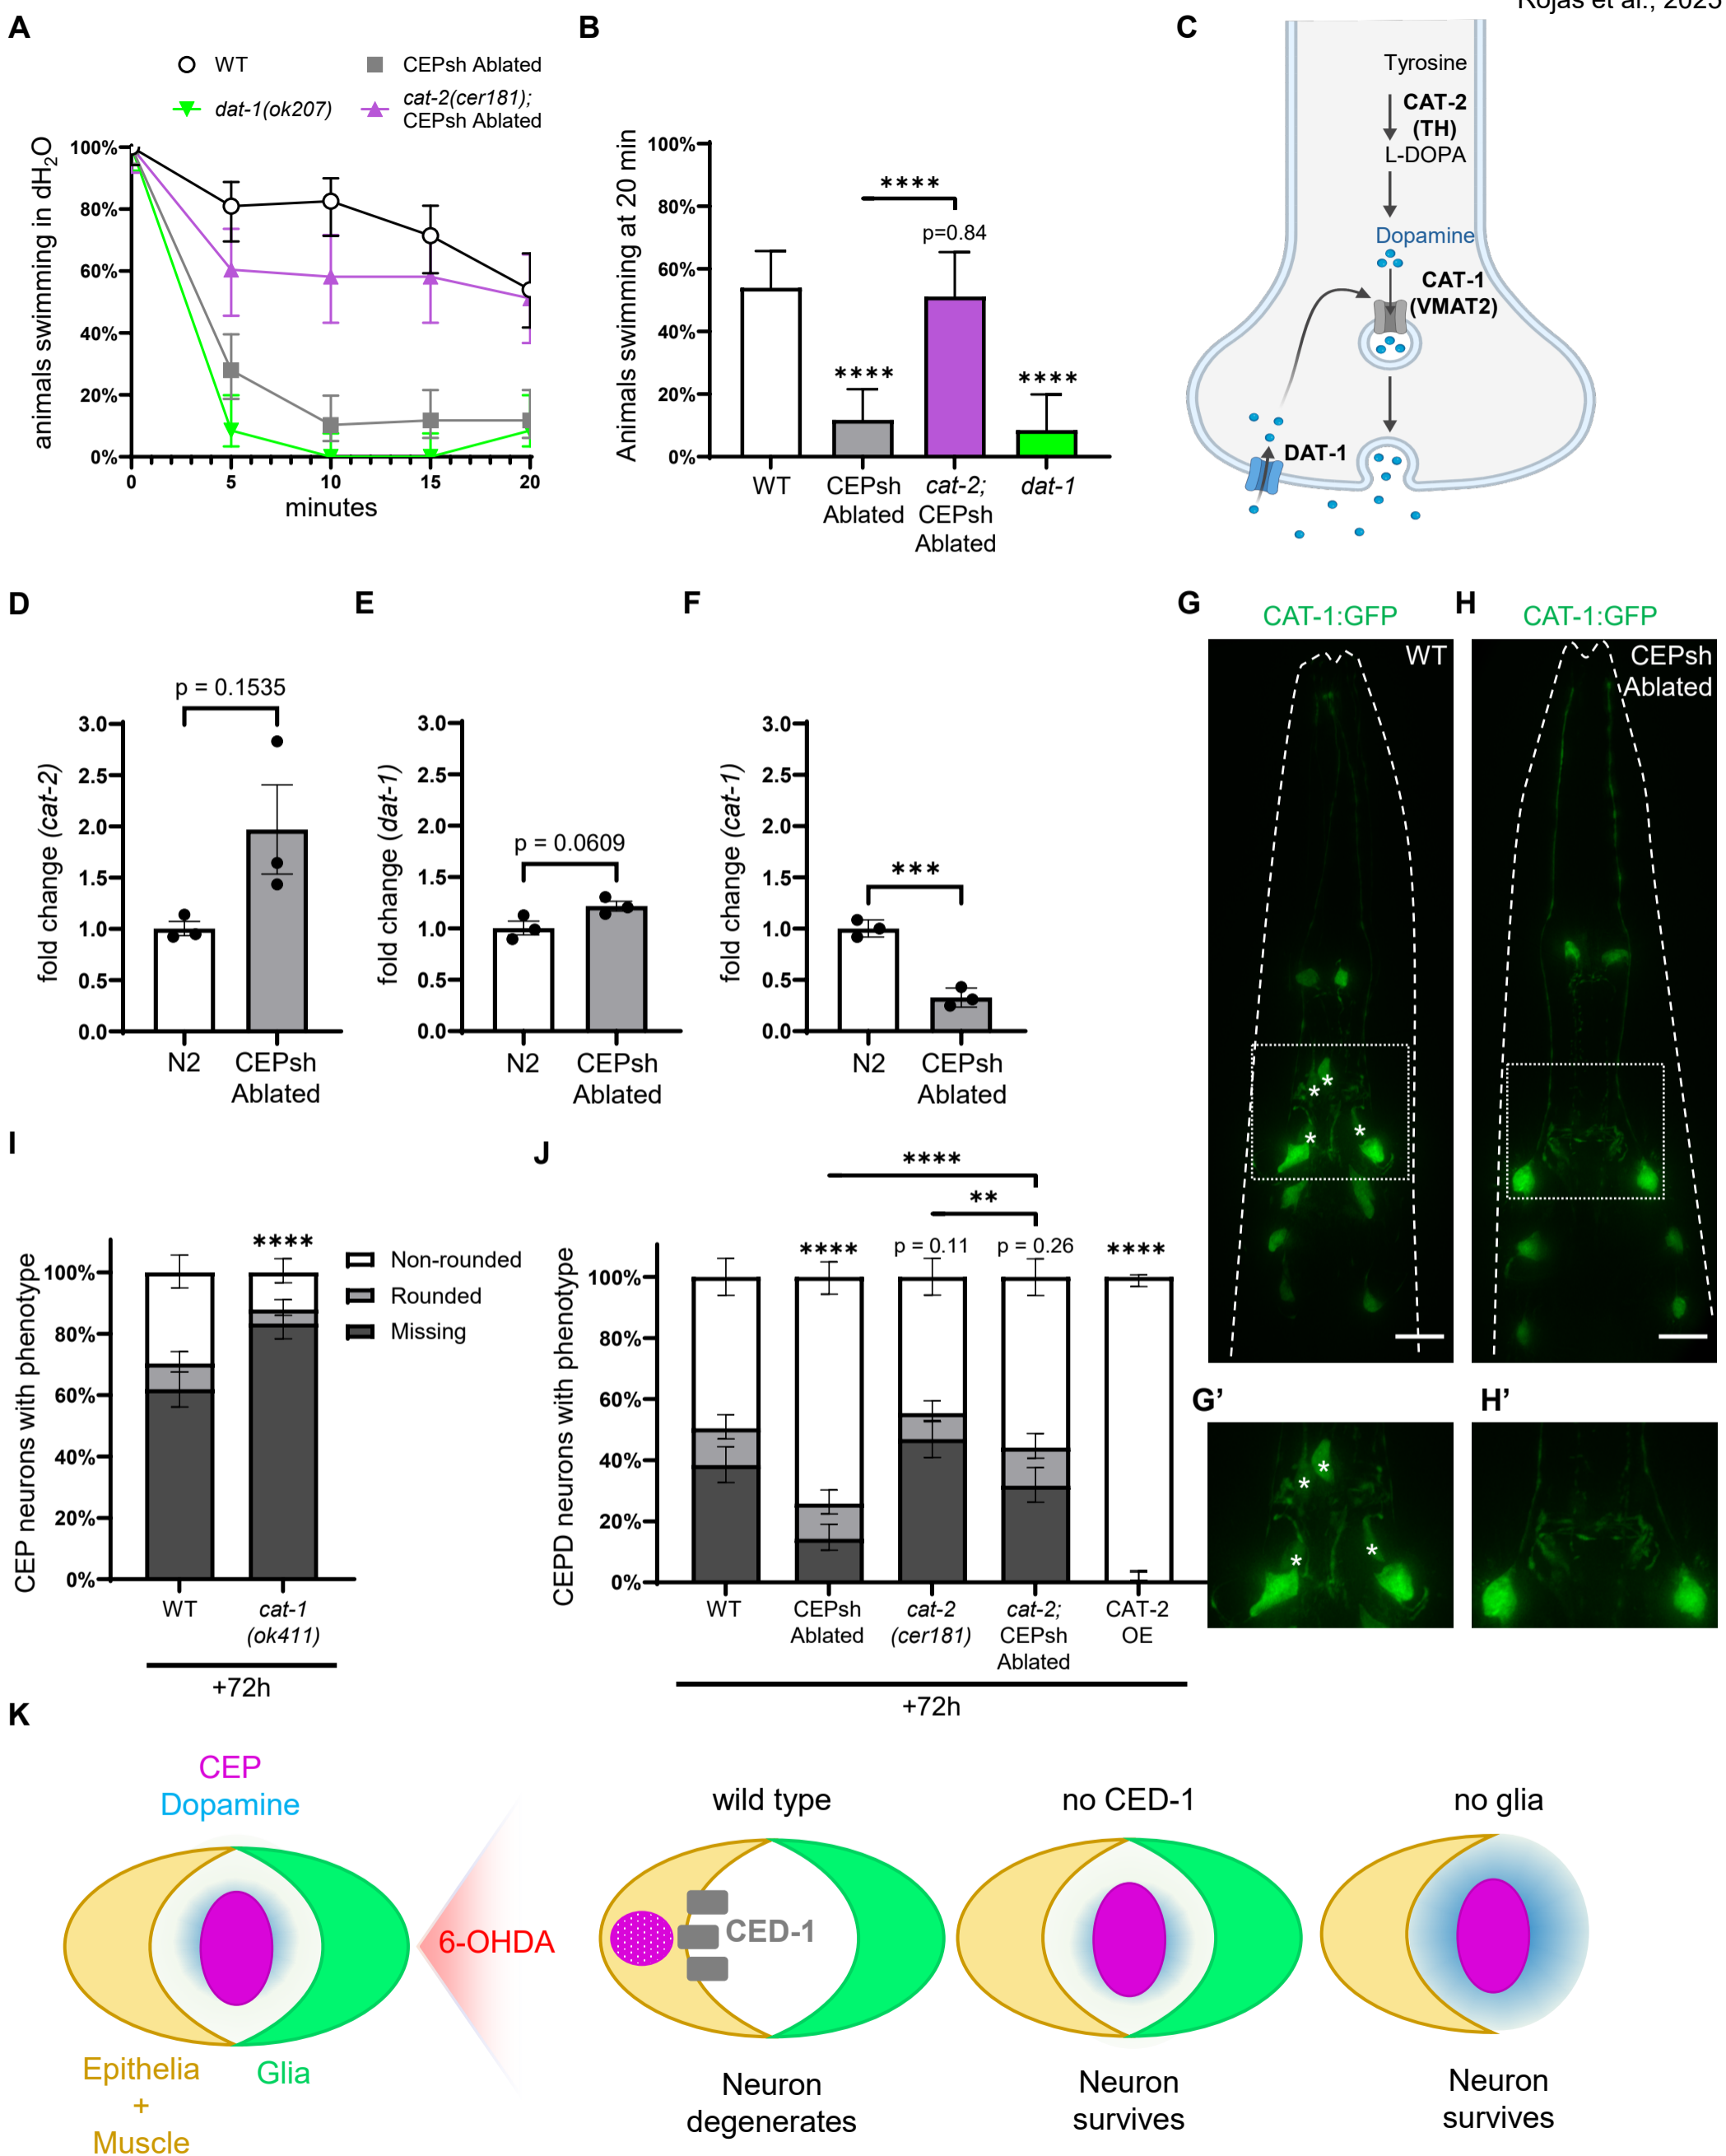 Rojas et al., 2025
A
WT
CEPsh Ablated
dat-1(ok207)
cat-2(cer181);
CEPsh Ablated
animals swimming in dH2O
100%
80%
60%
40%
20%
0%
0
5
10
15
20
minutes
B
Animals swimming at 20 min
100%
80%
60%
40%
20%
0%
****
p=0.84
****
****
WT
CEPsh
Ablated
cat-2;
CEPsh
Ablated
dat-1
C
Tyrosine
CAT-2
(TH)
L-DOPA
Dopamine
CAT-1
(VMAT2)
DAT-1
D
p = 0.1535
fold change (cat-2)
3.0
2.5
2.0
1.5
1.0
0.5
0.0
N2
CEPsh
Ablated
E
p = 0.0609
fold change (dat-1)
3.0
2.5
2.0
1.5
1.0
0.5
0.0
N2
CEPsh
Ablated
F
***
fold change (cat-1)
3.0
2.5
2.0
1.5
1.0
0.5
0.0
N2
CEPsh
Ablated
G
CAT-1:GFP
WT
*
*
*
*
H
CAT-1:GFP
CEPsh
Ablated
G’
*
*
*
*
H’
I
CEP neurons with phenotype
100%
80%
60%
40%
20%
0%
****
Non-rounded
Rounded
Missing
WT
cat-1
(ok411)
+72h
J
CEPD neurons with phenotype
100%
80%
60%
40%
20%
0%
****
**
****
p = 0.11
p = 0.26
****
WT
CEPsh
Ablated
cat-2
(cer181)
cat-2;
CEPsh
Ablated
CAT-2
OE
+72h
K
CEP
Dopamine
Epithelia
+
Muscle
Glia
6-OHDA
wild type
CED-1
Neuron
degenerates
no CED-1
Neuron
survives
no glia
Neuron
survives